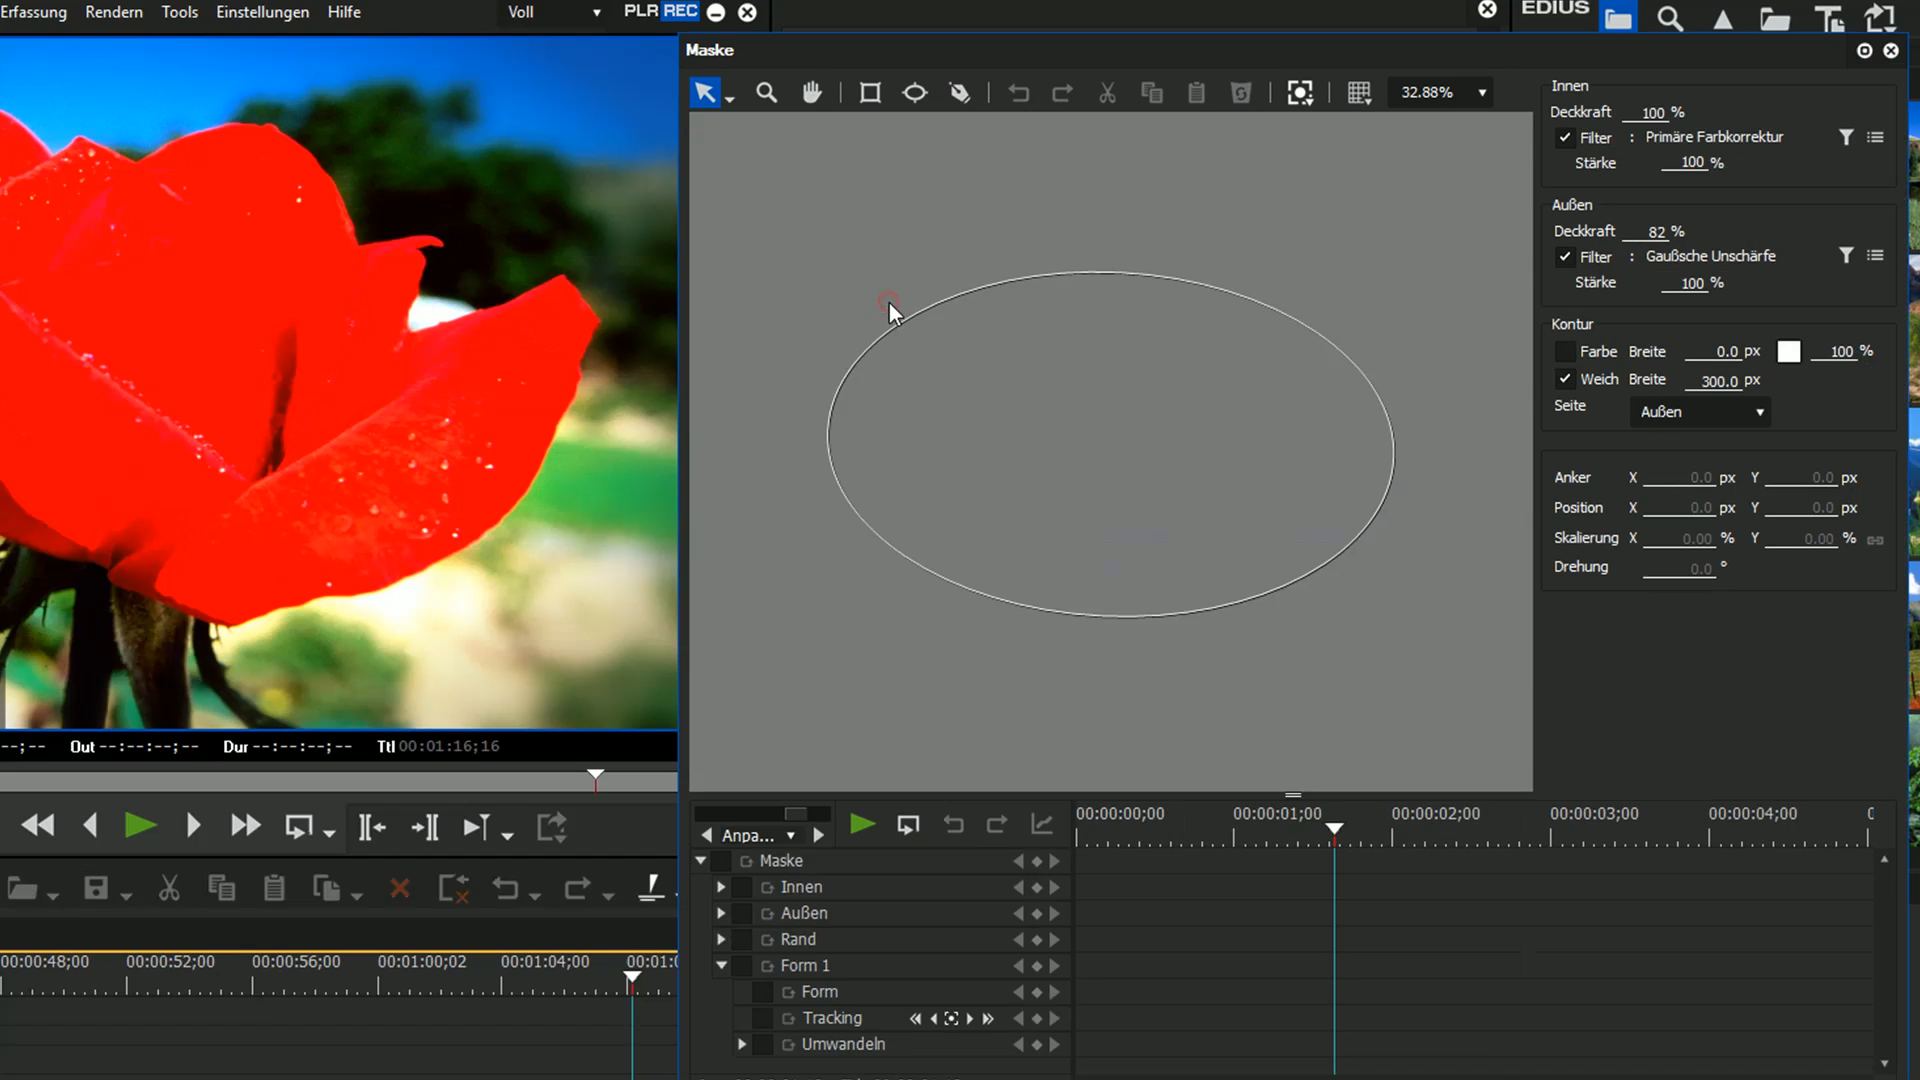 Erfassung Rendern Tools Einstellungen Hilfe Voll PLR REC EDIUS
Maske
32.88%
Innen
Deckkraft 100 %
Filter : Primäre Farbkorrektur
Stärke 100 %
Außen
Deckkraft 82 %
Filter : Gaußsche Unschärfe
Stärke 100 %
Kontur
Farbe Breite 0.0 px 100 %
Weich Breite 300.0 px
Seite Außen
Anker X 0.0 px Y 0.0 px
Position X 0.0 px Y 0.0 px
Skalierung X 0.00 % Y 0.00 %
Drehung 0.0 °
--;-- Out --:--:--;-- Dur --:--:--;-- Ttl 00:01:16;16
00:00:00;00 00:00:01;00 00:00:02;00 00:00:03;00 00:00:04;00
Anpa...
Maske
Innen
Außen
Rand
Form 1
Form
Tracking
Umwandeln
00:00:48;00 00:00:52;00 00:00:56;00 00:01:00;02 00:01:04;00